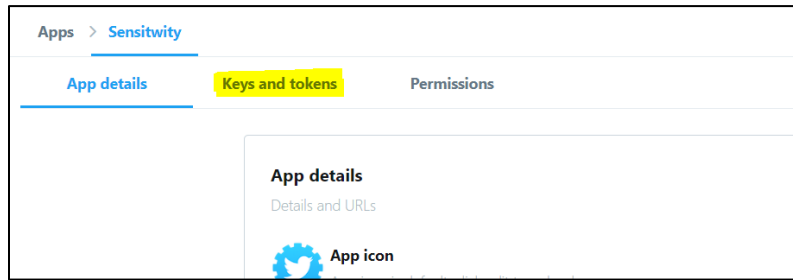 Apps > Sensitwity
App details Keys and tokens Permissions
App details
Details and URLs
App icon